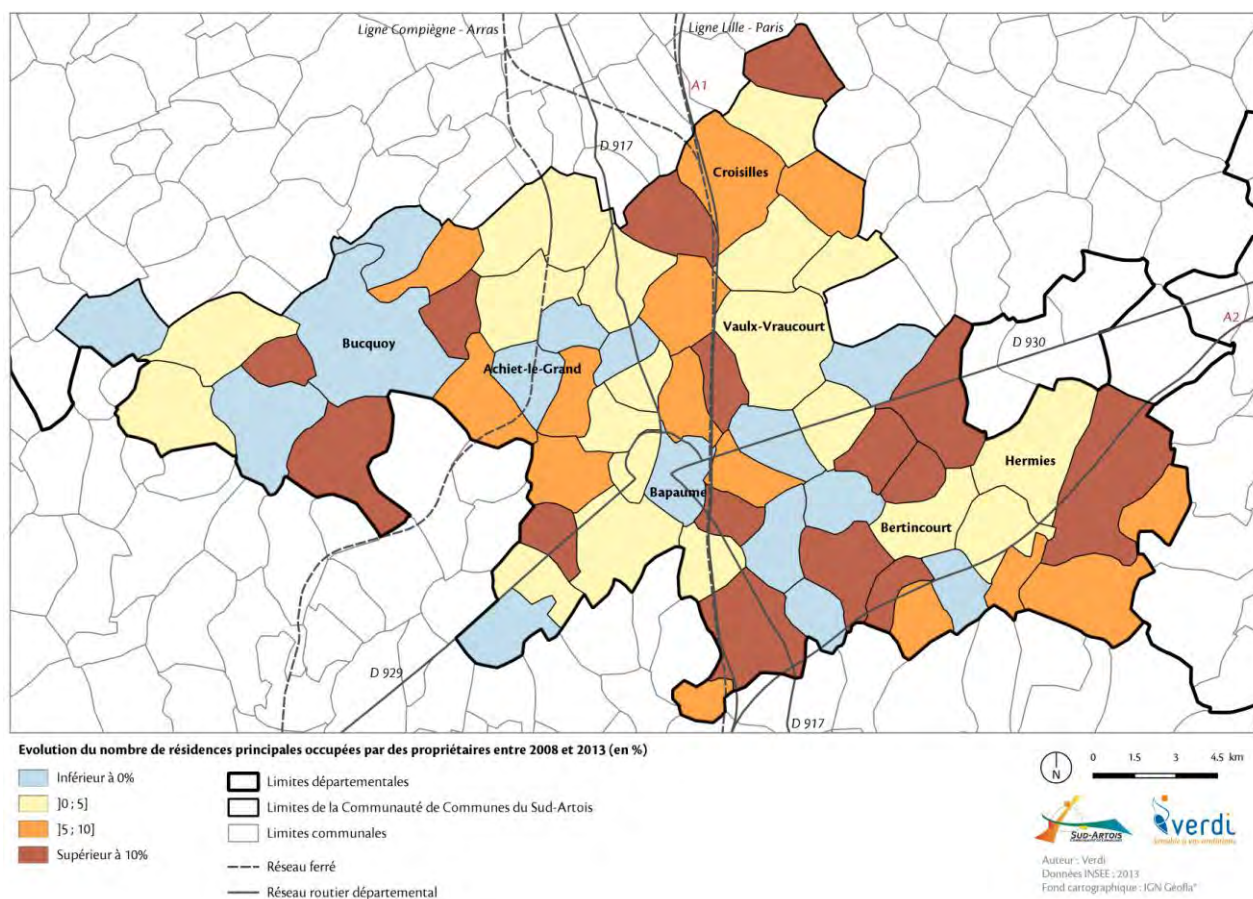 Ligne Compiègne - Arras
Ligne Lille - Paris
A1
D 917
Croisilles
Vaulx-Vraucourt
D 930
A2
Bucquoy
Achiet-le-Grand
Hermies
Bapaume
Bertincourt
D 929
D 917
Evolution du nombre de résidences principales occupées par des propriétaires entre 2008 et 2013 (en %)
Inférieur à 0%
]0 ; 5]
]5 ; 10]
Supérieur à 10%
Limites départementales
Limites de la Communauté de Communes du Sud-Artois
Limites communales
Réseau ferré
Réseau routier départemental
N
0 1.5 3 4.5 km
SUD-ARTOIS
verdi
Auteur : Verdi
Données INSEE ; 2013
Fond cartographique : IGN Géofla®